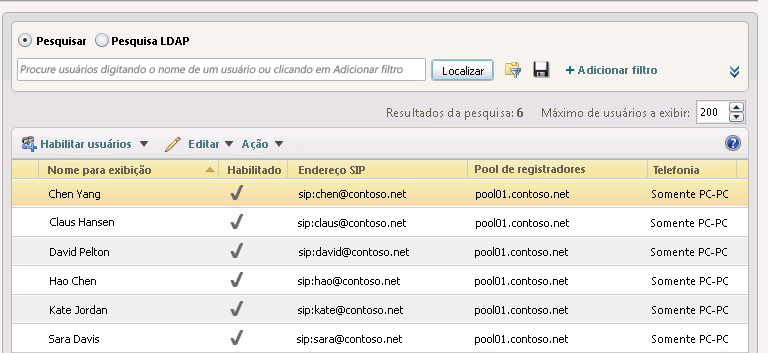 Pesquisar Pesquisa LDAP
Procure usuários digitando o nome de um usuário ou clicando em Adicionar filtro Localizar + Adicionar filtro
Resultados da pesquisa: 6 Máximo de usuários a exibir: 200
Habilitar usuários Editar Ação ?
Nome para exibição Habilitado Endereço SIP Pool de registradores Telefonia
Chen Yang sip:chen@contoso.net pool01.contoso.net Somente PC-PC
Claus Hansen sip:claus@contoso.net pool01.contoso.net Somente PC-PC
David Pelton sip:david@contoso.net pool01.contoso.net Somente PC-PC
Hao Chen sip:hao@contoso.net pool01.contoso.net Somente PC-PC
Kate Jordan sip:kate@contoso.net pool01.contoso.net Somente PC-PC
Sara Davis sip:sara@contoso.net pool01.contoso.net Somente PC-PC